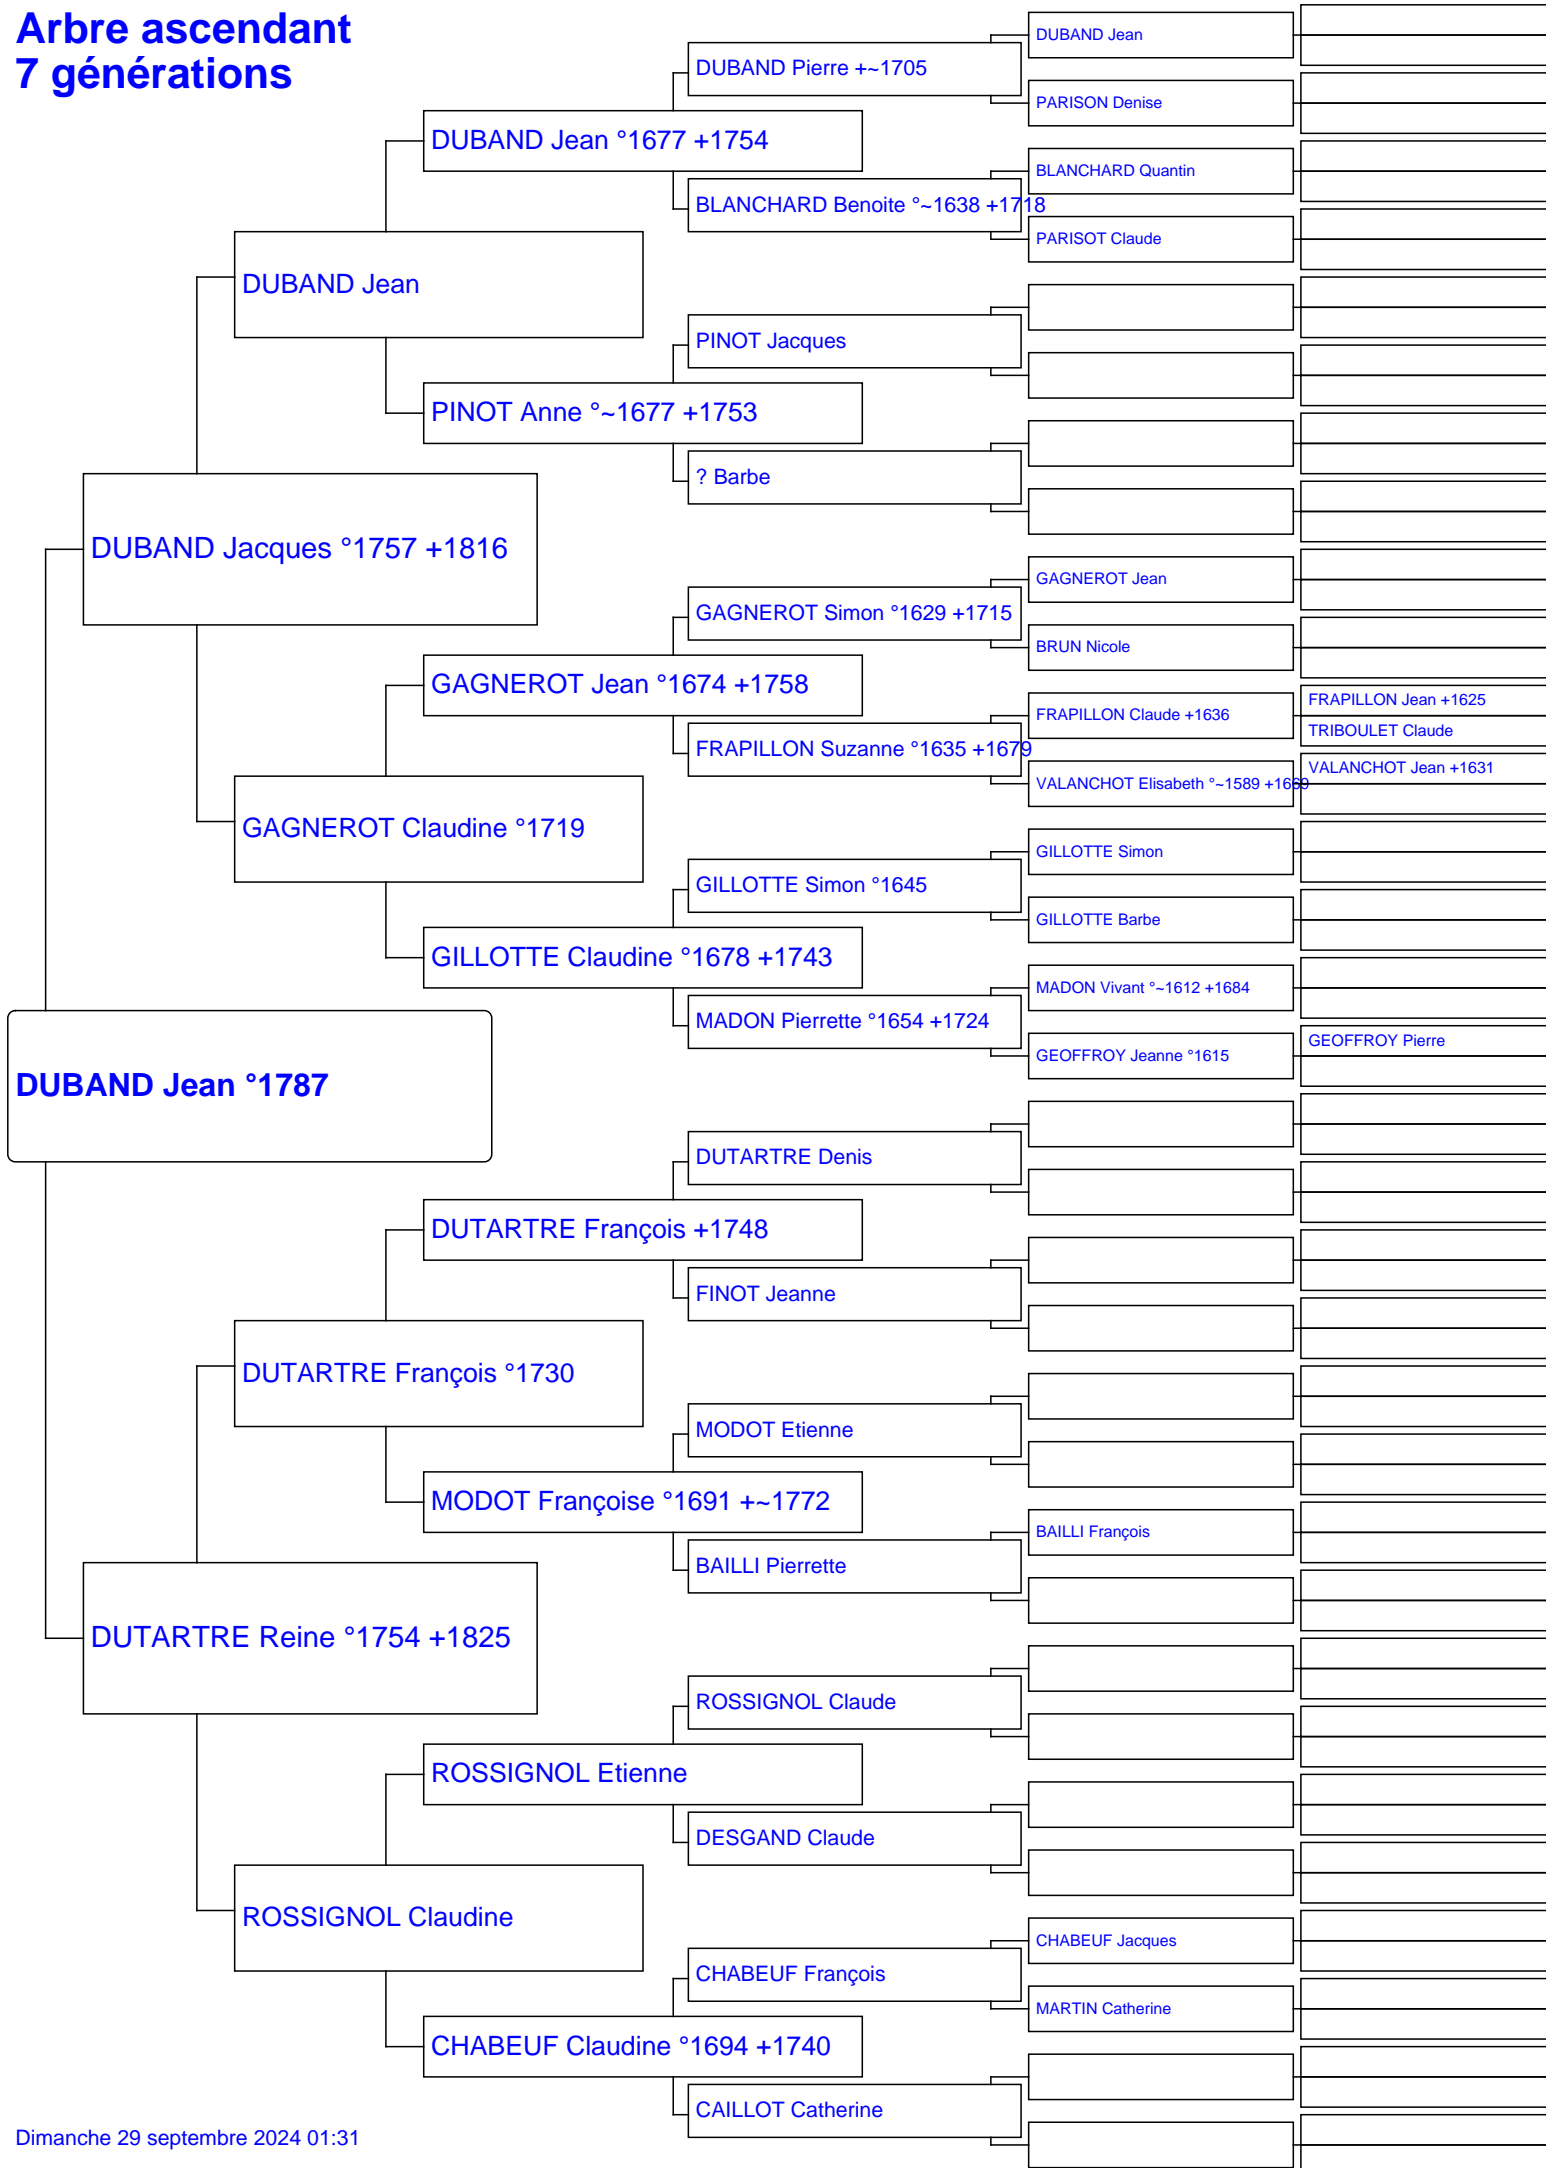 Arbre ascendant
7 générations
DUBAND Jean
DUBAND Pierre +~1705
PARISON Denise
DUBAND Jean °1677 +1754
BLANCHARD Quantin
BLANCHARD Benoite °~1638 +1718
PARISOT Claude
DUBAND Jean
PINOT Jacques
PINOT Anne °~1677 +1753
? Barbe
DUBAND Jacques °1757 +1816
GAGNEROT Jean
GAGNEROT Simon °1629 +1715
BRUN Nicole
GAGNEROT Jean °1674 +1758
FRAPILLON Jean +1625
FRAPILLON Claude +1636
TRIBOULET Claude
FRAPILLON Suzanne °1635 +1679
VALANCHOT Jean +1631
VALANCHOT Elisabeth °~1589 +1669
GAGNEROT Claudine °1719
GILLOTTE Simon
GILLOTTE Simon °1645
GILLOTTE Barbe
GILLOTTE Claudine °1678 +1743
MADON Vivant °~1612 +1684
MADON Pierrette °1654 +1724
GEOFFROY Pierre
GEOFFROY Jeanne °1615
DUBAND Jean °1787
DUTARTRE Denis
DUTARTRE François +1748
FINOT Jeanne
DUTARTRE François °1730
MODOT Etienne
MODOT Françoise °1691 +~1772
BAILLI François
BAILLI Pierrette
DUTARTRE Reine °1754 +1825
ROSSIGNOL Claude
ROSSIGNOL Etienne
DESGAND Claude
ROSSIGNOL Claudine
CHABEUF Jacques
CHABEUF François
MARTIN Catherine
CHABEUF Claudine °1694 +1740
CAILLOT Catherine
Dimanche 29 septembre 2024 01:31